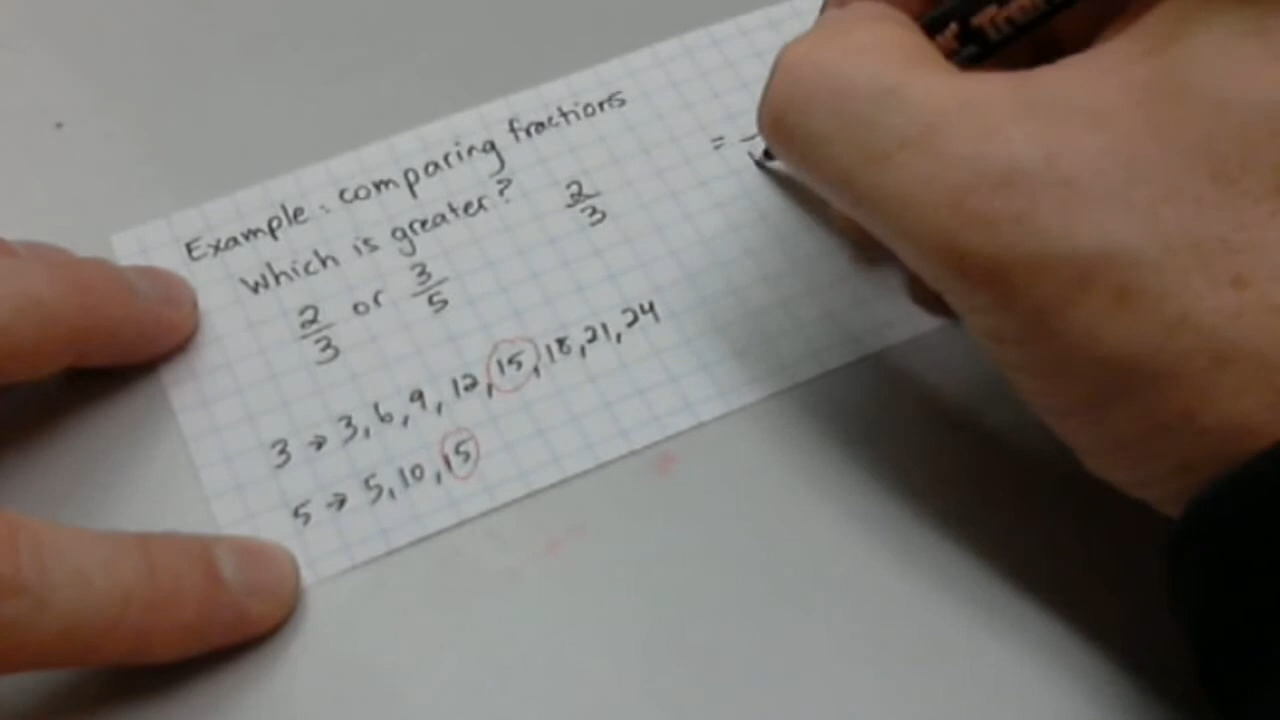 Example: comparing fractions
Which is greater?
2/3 or 3/5
2/3 =
3 → 3, 6, 9, 12, 15, 18, 21, 24
5 → 5, 10, 15